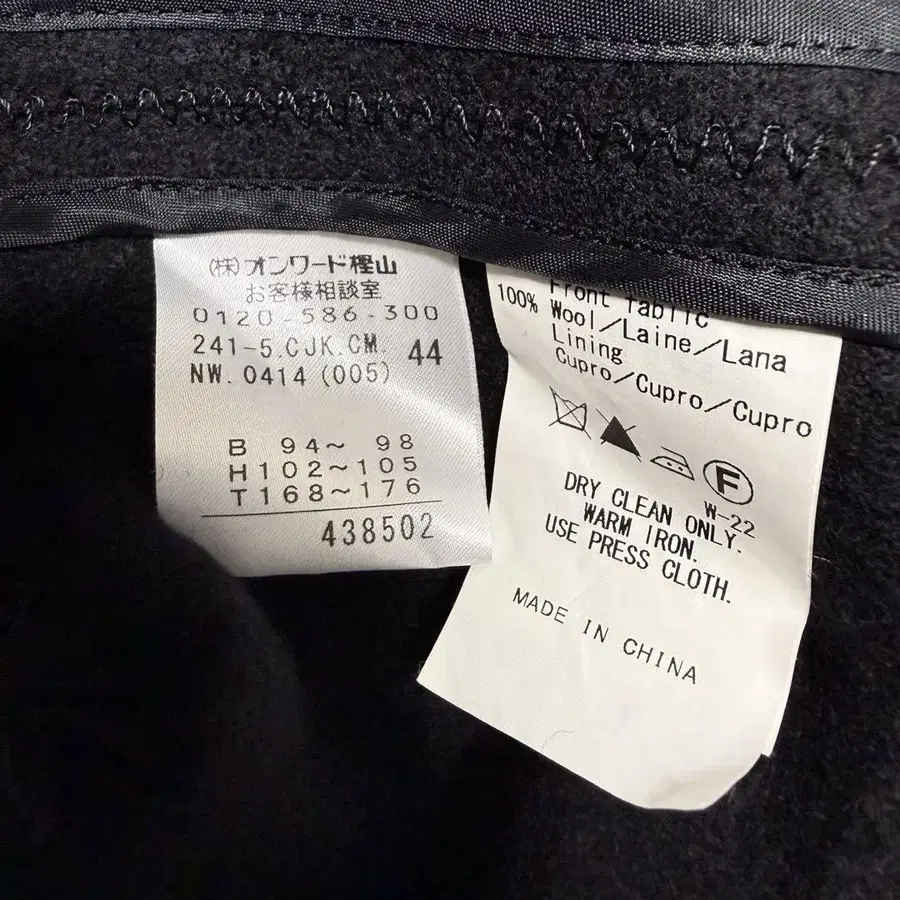 (株)オンワード樫山
お客様相談室
0120-586-300
241-5.CJK.CM. 44
NW. 0414 (005)
B 94~ 98
H102~105
T168~176
438502
Front fablic
100% Wool/Laine/Lana
Lining
Cupro/Cupro/Cupro
F
W-22
DRY CLEAN ONLY.
WARM IRON.
USE PRESS CLOTH.
MADE IN CHINA